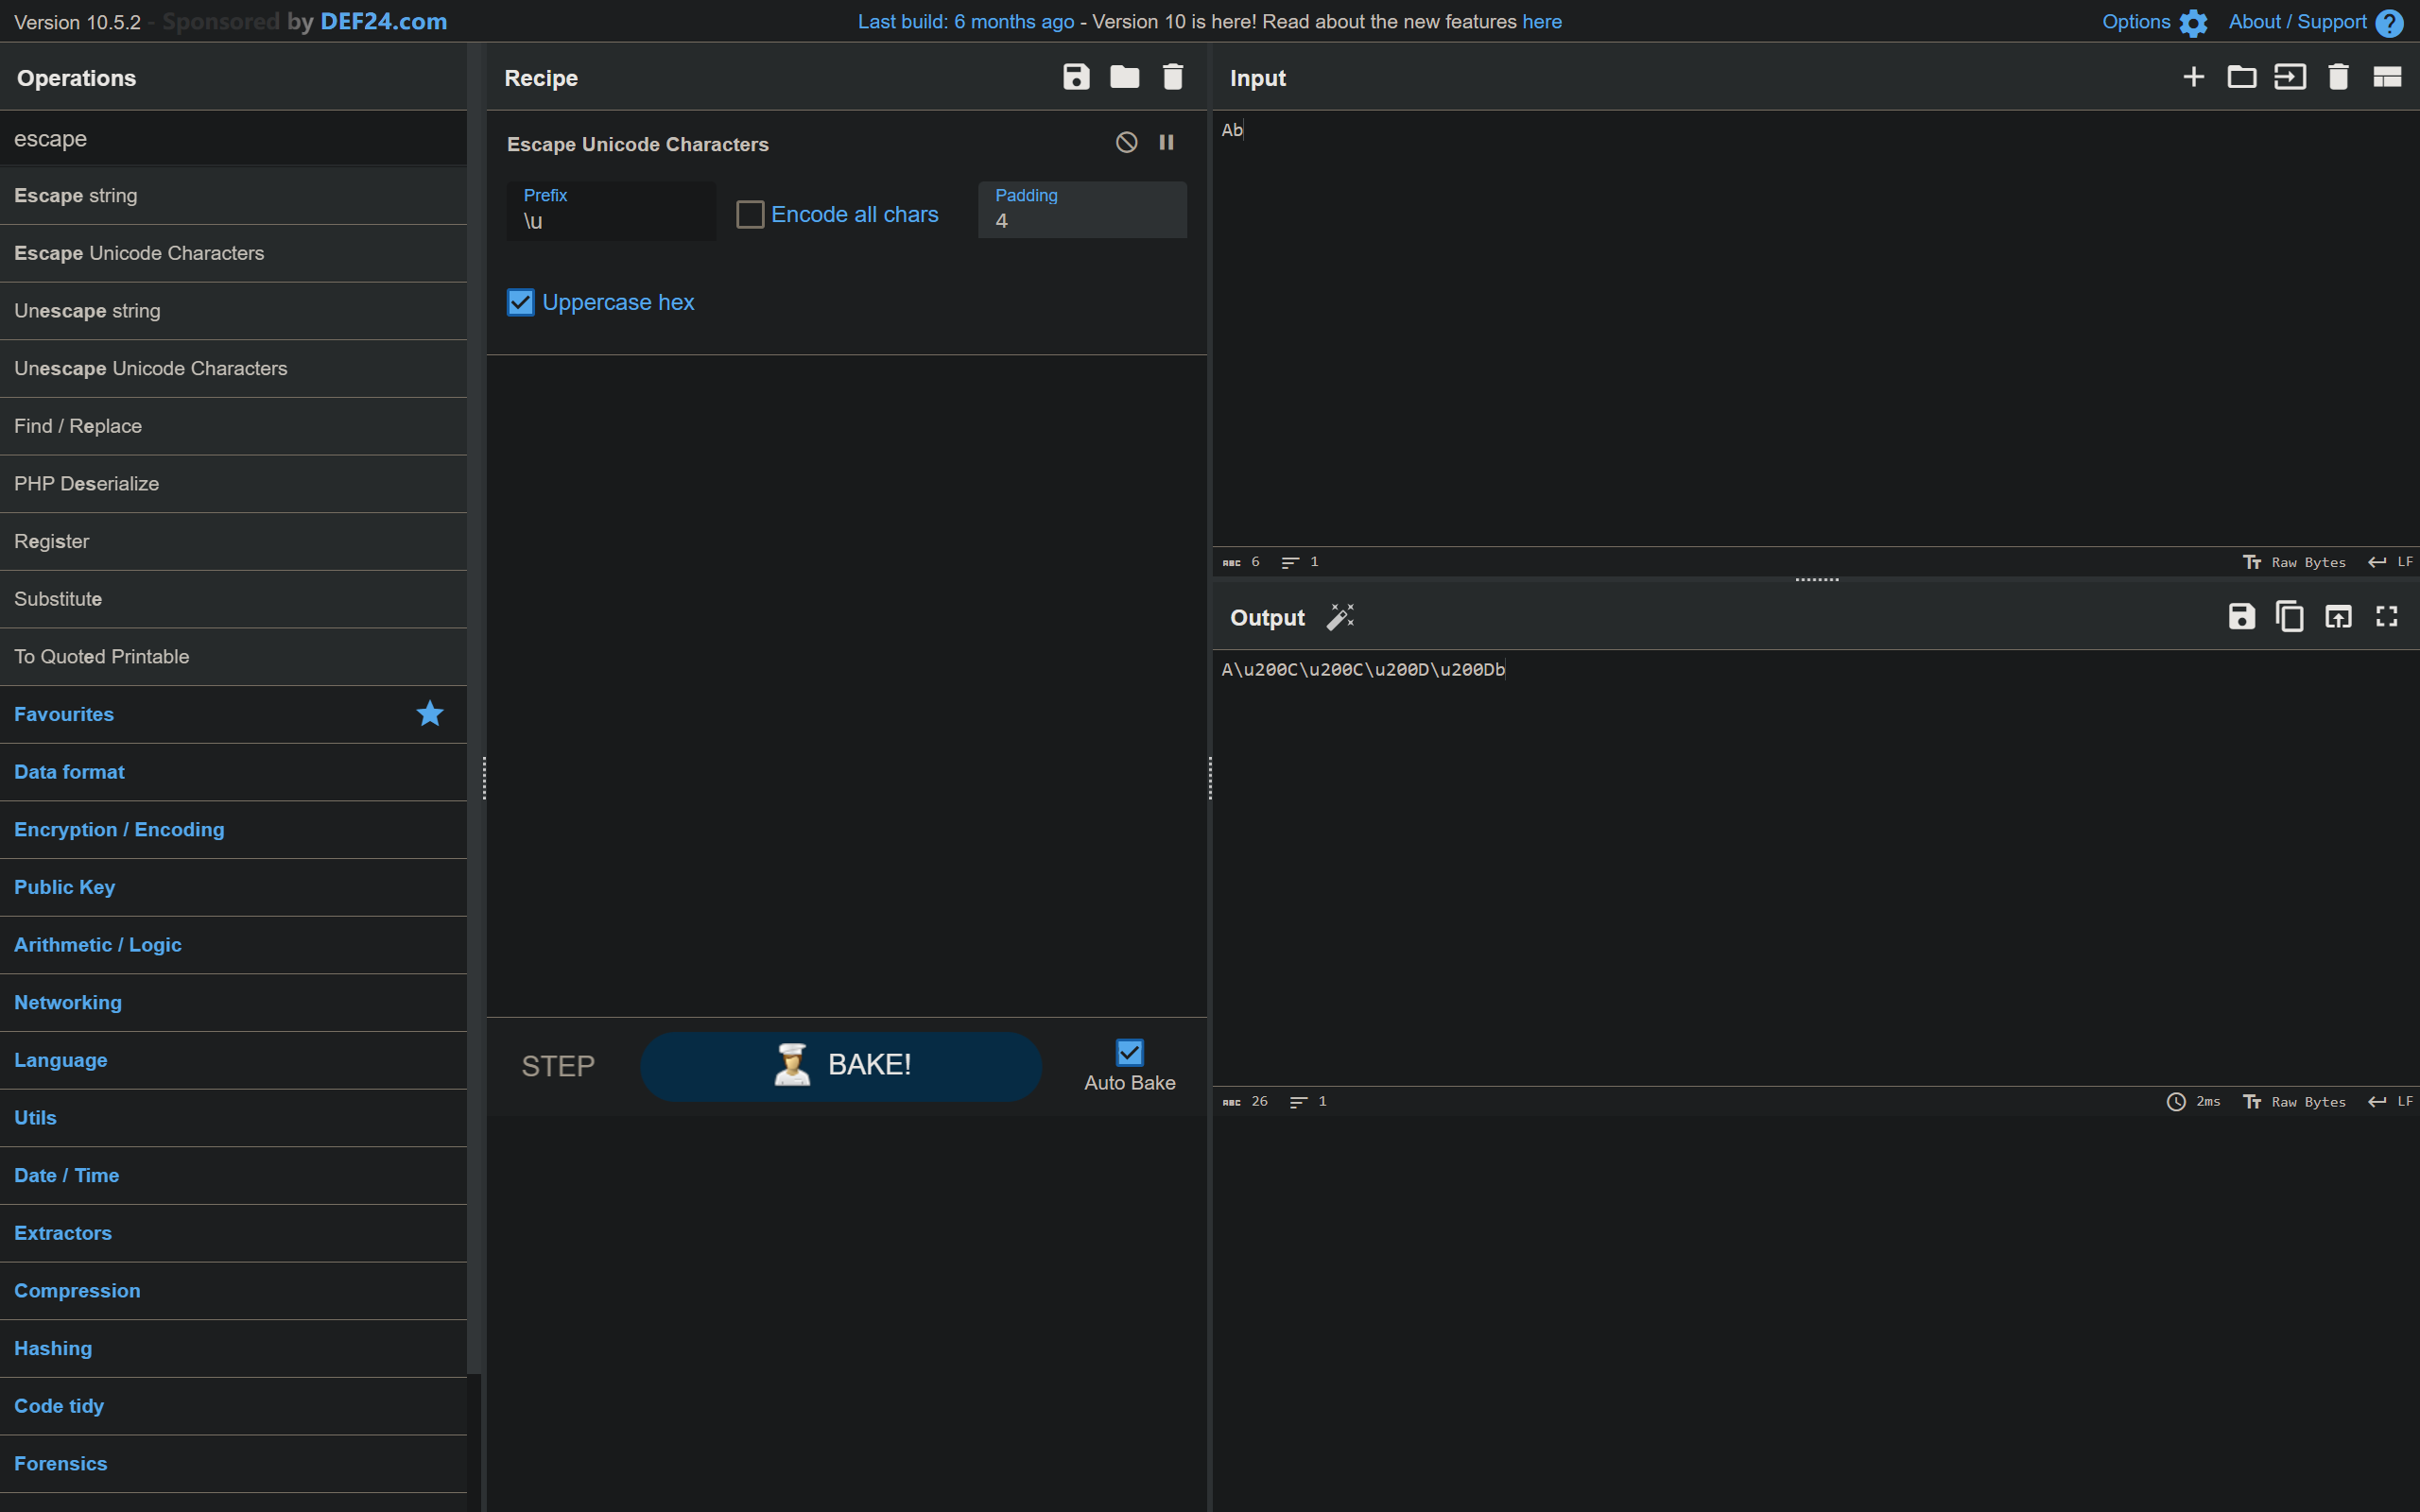 Version 10.5.2 - Sponsored by DEF24.com
Last build: 6 months ago - Version 10 is here! Read about the new features here
Options
About / Support
Operations
escape
Escape string
Escape Unicode Characters
Unescape string
Unescape Unicode Characters
Find / Replace
PHP Deserialize
Register
Substitute
To Quoted Printable
Favourites
Data format
Encryption / Encoding
Public Key
Arithmetic / Logic
Networking
Language
Utils
Date / Time
Extractors
Compression
Hashing
Code tidy
Forensics
Recipe
Escape Unicode Characters
Prefix
\u
Encode all chars
Padding
4
Uppercase hex
STEP
BAKE!
Auto Bake
Input
Ab
ABC 6 1
Tт Raw Bytes LF
Output
A\u200C\u200C\u200D\u200Db
ABC 26 1
2ms Tт Raw Bytes LF